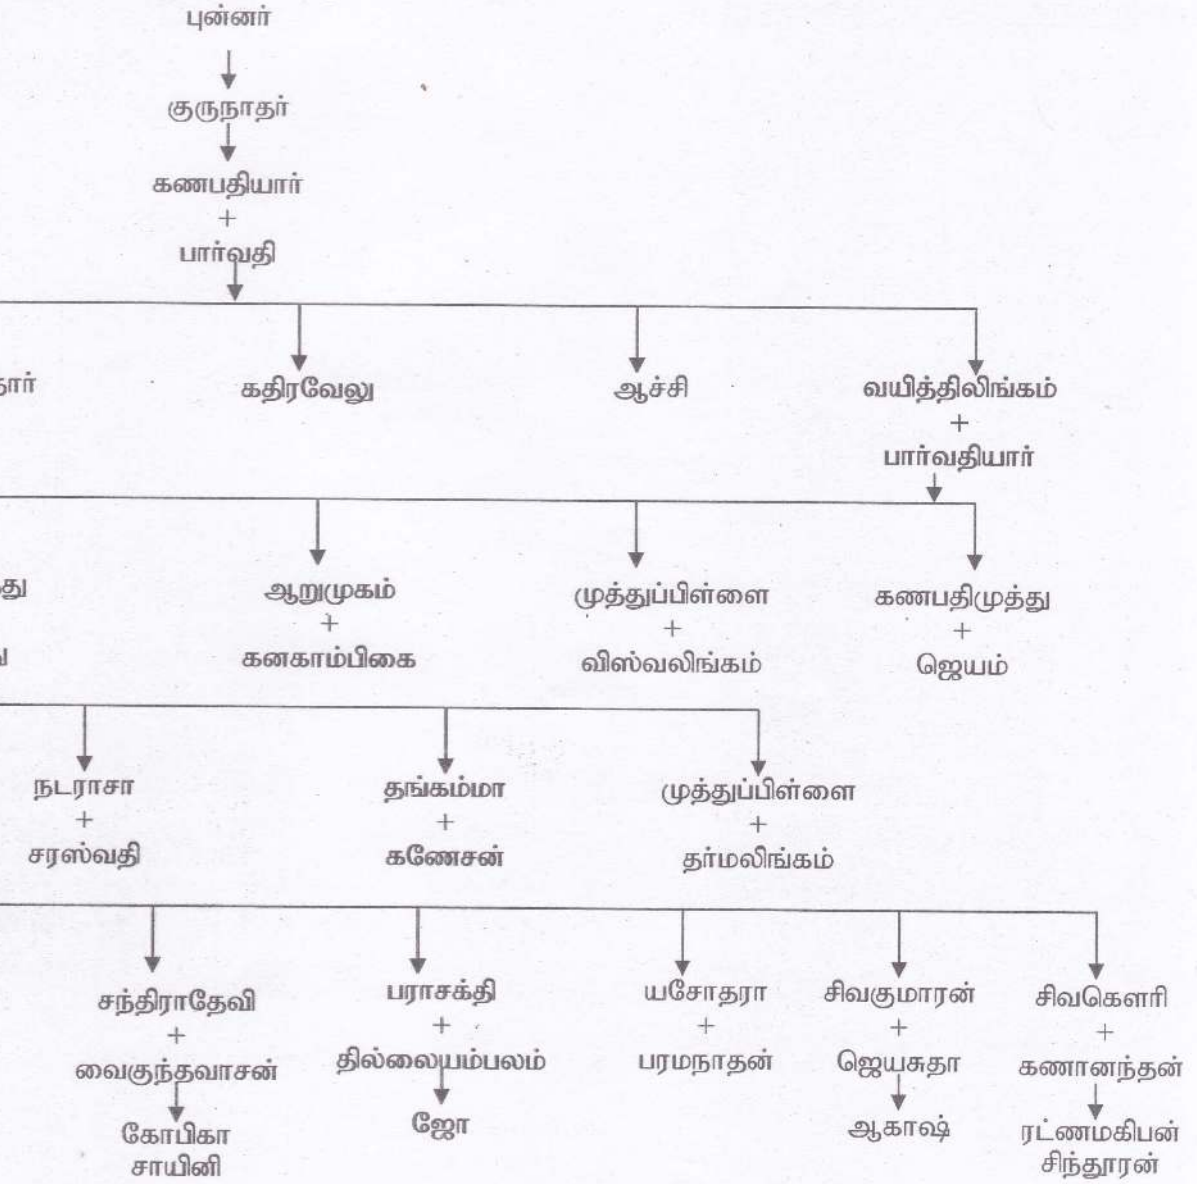 புன்னர்
குருநாதர்
கணபதியார்
+
பார்வதி
கதிரவேலு ஆச்சி வயித்திலிங்கம்
+
பார்வதியார்
ஆறுமுகம் முத்துப்பிள்ளை கணபதிமுத்து
+ + +
கனகாம்பிகை விஸ்வலிங்கம் ஜெயம்
நடராசா தங்கம்மா முத்துப்பிள்ளை
+ + +
சரஸ்வதி கணேசன் தர்மலிங்கம்
சந்திராதேவி பராசக்தி யசோதரா சிவகுமாரன் சிவகௌரி
+ + + + +
வைகுந்தவாசன் தில்லையம்பலம் பரமநாதன் ஜெயசுதா கணானந்தன்
கோபிகா ஜோ ஆகாஷ் ரட்ணமகிபன்
சாயினி சிந்தூரன்